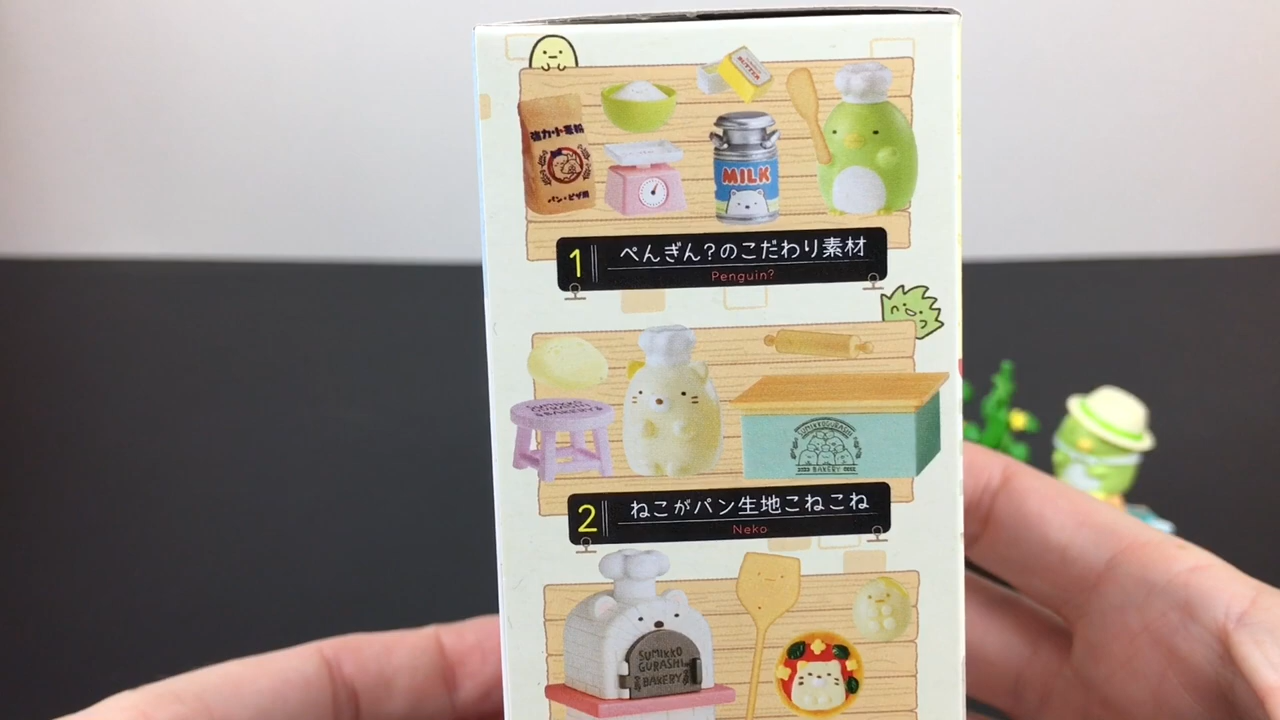 BUTTER
強力小麦粉
パン・ピザ用
MILK
1 ぺんぎん?のこだわり素材
Penguin?
SUMIKKO
GURASHI
BAKERY
SUMIKKOGURASHI
BAKERY
2 ねこがパン生地こねこね
Neko
SUMIKKO
GURASHI
BAKERY